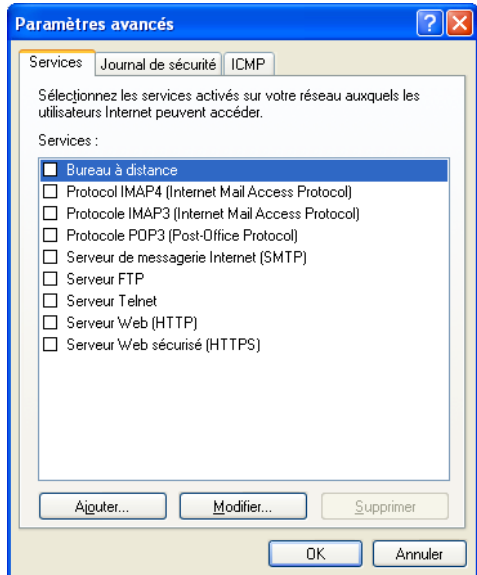 Paramètres avancés
Services
Journal de sécurité
ICMP
Sélectionnez les services activés sur votre réseau auxquels les
utilisateurs Internet peuvent accéder.
Services :
Bureau à distance
Protocol IMAP4 (Internet Mail Access Protocol)
Protocole IMAP3 (Internet Mail Access Protocol)
Protocole POP3 (Post-Office Protocol)
Serveur de messagerie Internet (SMTP)
Serveur FTP
Serveur Telnet
Serveur Web (HTTP)
Serveur Web sécurisé (HTTPS)
Ajouter...
Modifier...
Supprimer
OK
Annuler